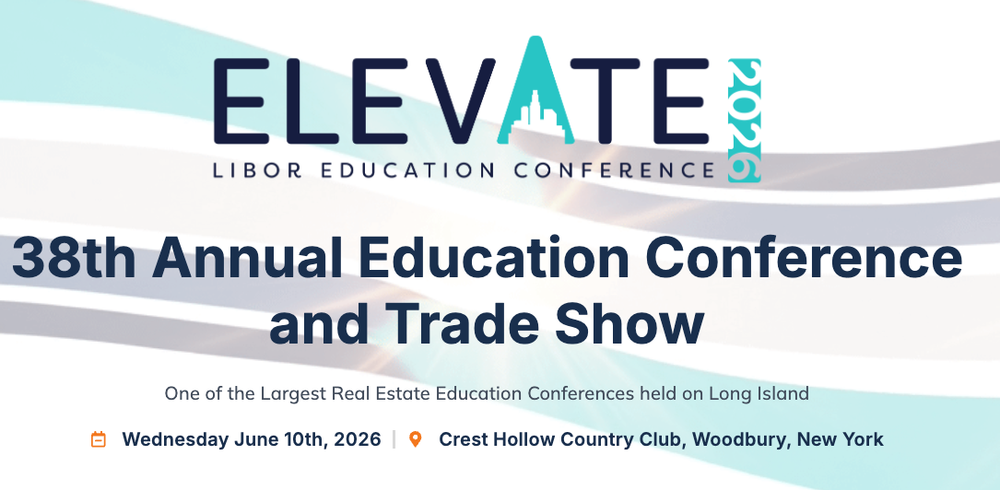 ELEVATE 2026
LIBOR EDUCATION CONFERENCE
38th Annual Education Conference
and Trade Show
One of the Largest Real Estate Education Conferences held on Long Island
Wednesday June 10th, 2026 | Crest Hollow Country Club, Woodbury, New York